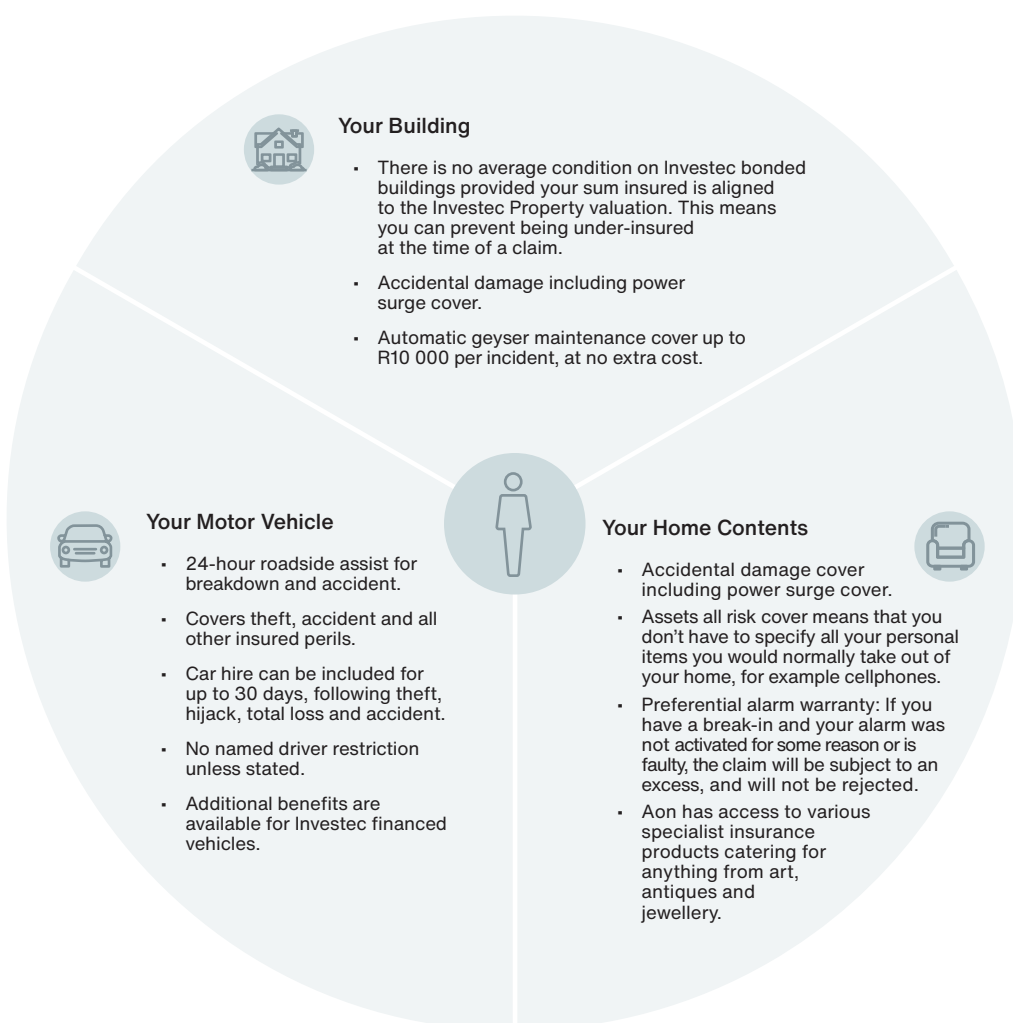 Your Building
▪ There is no average condition on Investec bonded
buildings provided your sum insured is aligned
to the Investec Property valuation. This means
you can prevent being under-insured
at the time of a claim.
▪ Accidental damage including power
surge cover.
▪ Automatic geyser maintenance cover up to
R10 000 per incident, at no extra cost.
Your Motor Vehicle
▪ 24-hour roadside assist for
breakdown and accident.
▪ Covers theft, accident and all
other insured perils.
▪ Car hire can be included for
up to 30 days, following theft,
hijack, total loss and accident.
▪ No named driver restriction
unless stated.
▪ Additional benefits are
available for Investec financed
vehicles.
Your Home Contents
▪ Accidental damage cover
including power surge cover.
▪ Assets all risk cover means that you
don’t have to specify all your personal
items you would normally take out of
your home, for example cellphones.
▪ Preferential alarm warranty: If you
have a break-in and your alarm was
not activated for some reason or is
faulty, the claim will be subject to an
excess, and will not be rejected.
▪ Aon has access to various
specialist insurance
products catering for
anything from art,
antiques and
jewellery.